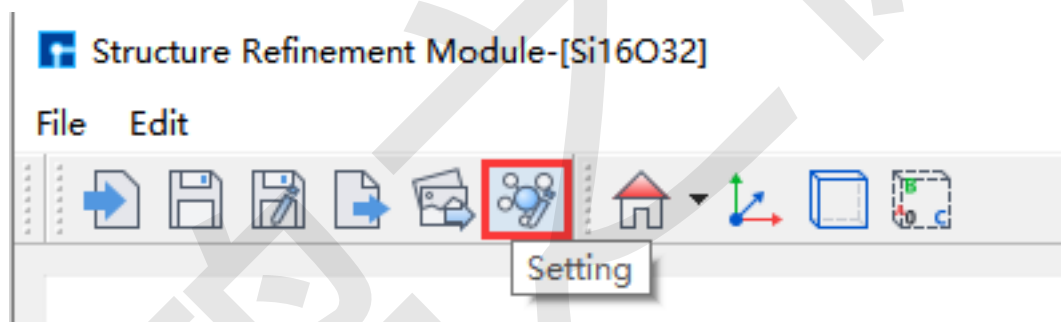 Structure Refinement Module-[Si16O32]
File Edit
B
A O C
Setting